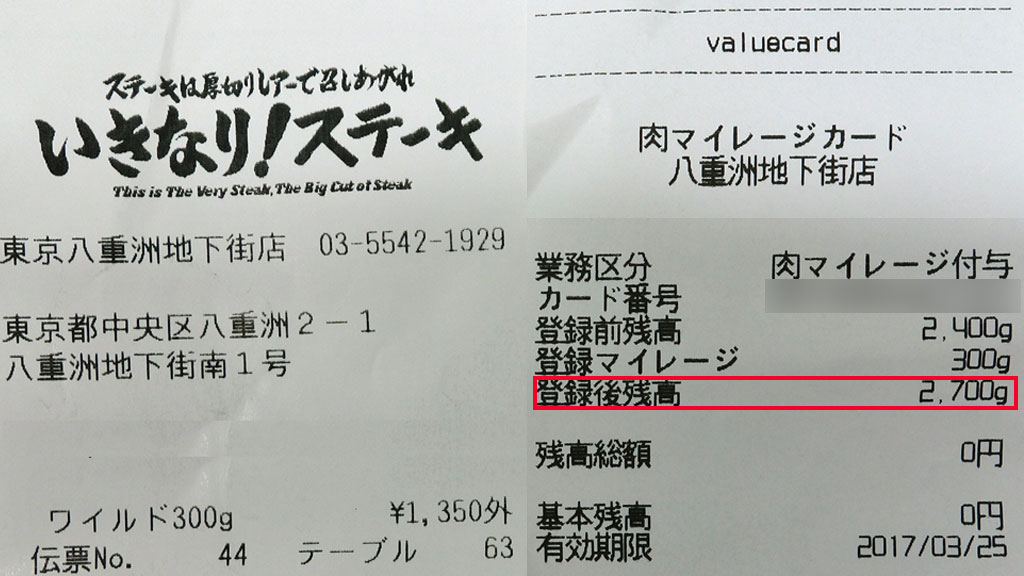 ステーキは厚切りレアーで召しあがれ
いきなり!ステーキ
This is The Very Steak, The Big Cut of Steak
東京八重洲地下街店 03-5542-1929
東京都中央区八重洲2-1
八重洲地下街南1号
ワイルド300g ¥1,350外
伝票No. 44 テーブル 63
valuecard
肉マイレージカード
八重洲地下街店
業務区分 肉マイレージ付与
カード番号
登録前残高 2,400g
登録マイレージ 300g
登録後残高 2,700g
残高総額 0円
基本残高 0円
有効期限 2017/03/25